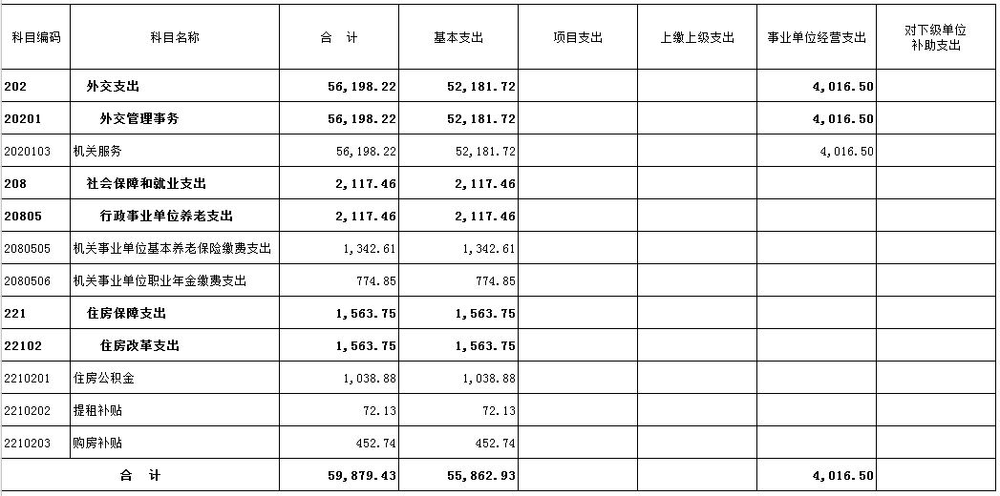 科目编码 科目名称 合 计 基本支出 项目支出 上缴上级支出 事业单位经营支出 对下级单位
补助支出
202 外交支出 56,198.22 52,181.72 4,016.50
20201 外交管理事务 56,198.22 52,181.72 4,016.50
2020103 机关服务 56,198.22 52,181.72 4,016.50
208 社会保障和就业支出 2,117.46 2,117.46
20805 行政事业单位养老支出 2,117.46 2,117.46
2080505 机关事业单位基本养老保险缴费支出 1,342.61 1,342.61
2080506 机关事业单位职业年金缴费支出 774.85 774.85
221 住房保障支出 1,563.75 1,563.75
22102 住房改革支出 1,563.75 1,563.75
2210201 住房公积金 1,038.88 1,038.88
2210202 提租补贴 72.13 72.13
2210203 购房补贴 452.74 452.74
合 计 59,879.43 55,862.93 4,016.50